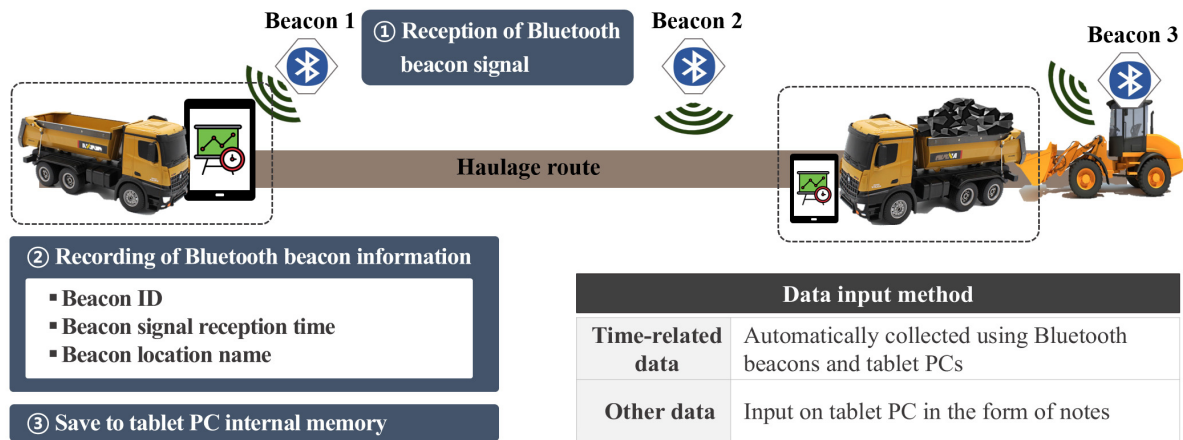 Beacon 1
① Reception of Bluetooth
beacon signal
Beacon 2
Beacon 3
Haulage route
② Recording of Bluetooth beacon information
▪ Beacon ID
▪ Beacon signal reception time
▪ Beacon location name
③ Save to tablet PC internal memory
Data input method
Time-related
data
Automatically collected using Bluetooth
beacons and tablet PCs
Other data
Input on tablet PC in the form of notes